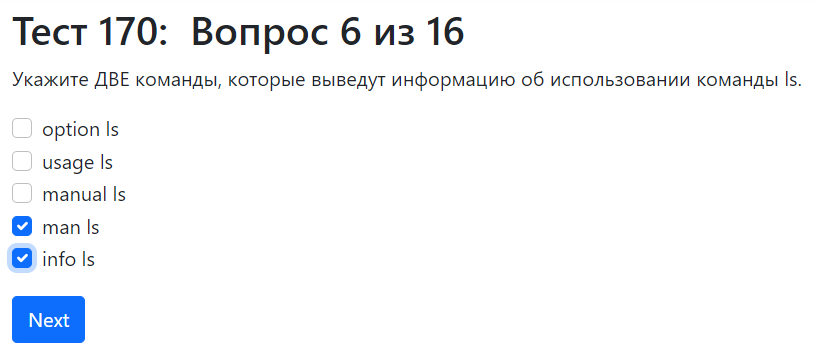 Тест 170: Вопрос 6 из 16
Укажите ДВЕ команды, которые выведут информацию об использовании команды ls.
option ls
usage ls
manual ls
man ls
info ls
Next